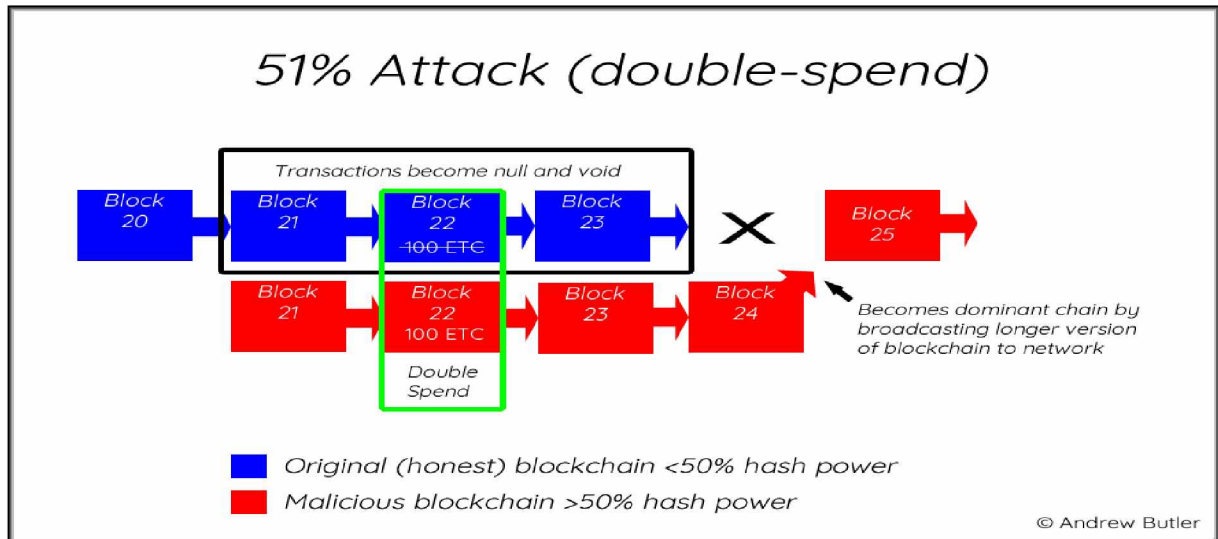 51% Attack (double-spend)
Transactions become null and void
Block
20
Block
21
Block
22
100 ETC
Block
23
Block
25
Block
21
Block
22
100 ETC
Block
23
Block
24
Becomes dominant chain by
broadcasting longer version
of blockchain to network
Double
Spend
Original (honest) blockchain <50% hash power
Malicious blockchain >50% hash power
© Andrew Butler